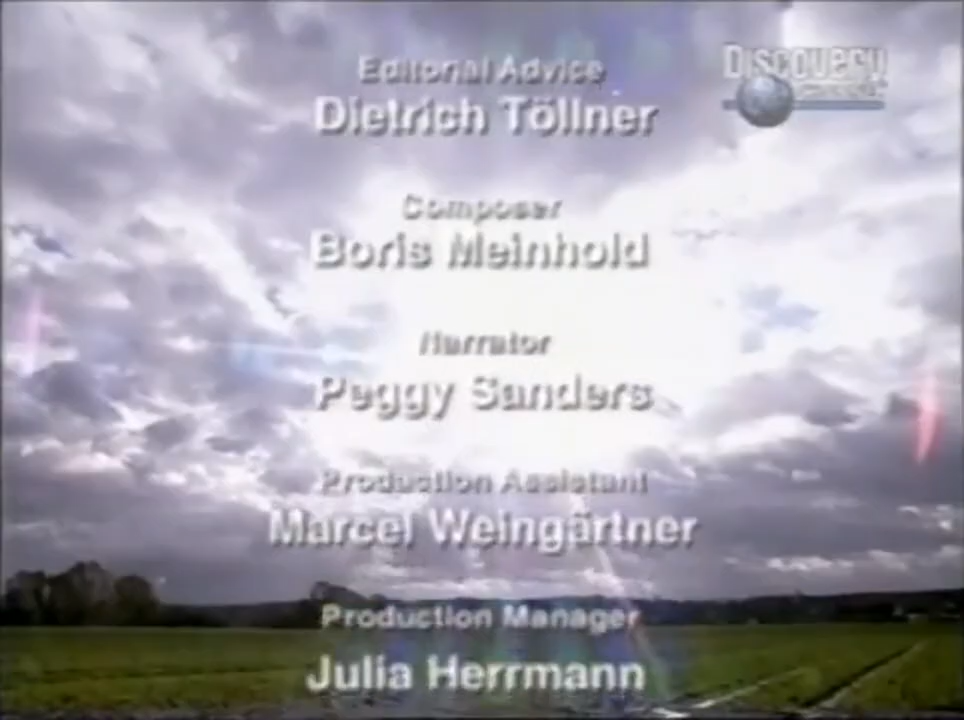 Editorial Advice
DISCOVERY
Dietrich Töllner
Composer
Boris Meinhold
Narrator
Peggy Sanders
Production Assistant
Marcel Weingärtner
Production Manager
Julia Herrmann